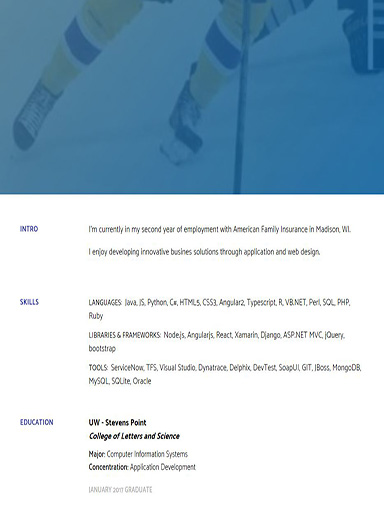 INTRO
I'm currently in my second year of employment with American Family Insurance in Madison, WI.
I enjoy developing innovative busines solutions through application and web design.
SKILLS
LANGUAGES: Java, JS, Python, C#, HTML5, CSS3, Angular2, Typescript, R, VB.NET, Perl, SQL, PHP,
Ruby
LIBRARIES & FRAMEWORKS: Node.js, Angularjs, React, Xamarin, Django, ASP.NET MVC, jQuery,
bootstrap
TOOLS: ServiceNow, TFS, Visual Studio, Dynatrace, Delphix, DevTest, SoapUI, GIT, JBoss, MongoDB,
MySQL, SQLite, Oracle
EDUCATION
UW - Stevens Point
College of Letters and Science
Major: Computer Information Systems
Concentration: Application Development
JANUARY 2017 GRADUATE